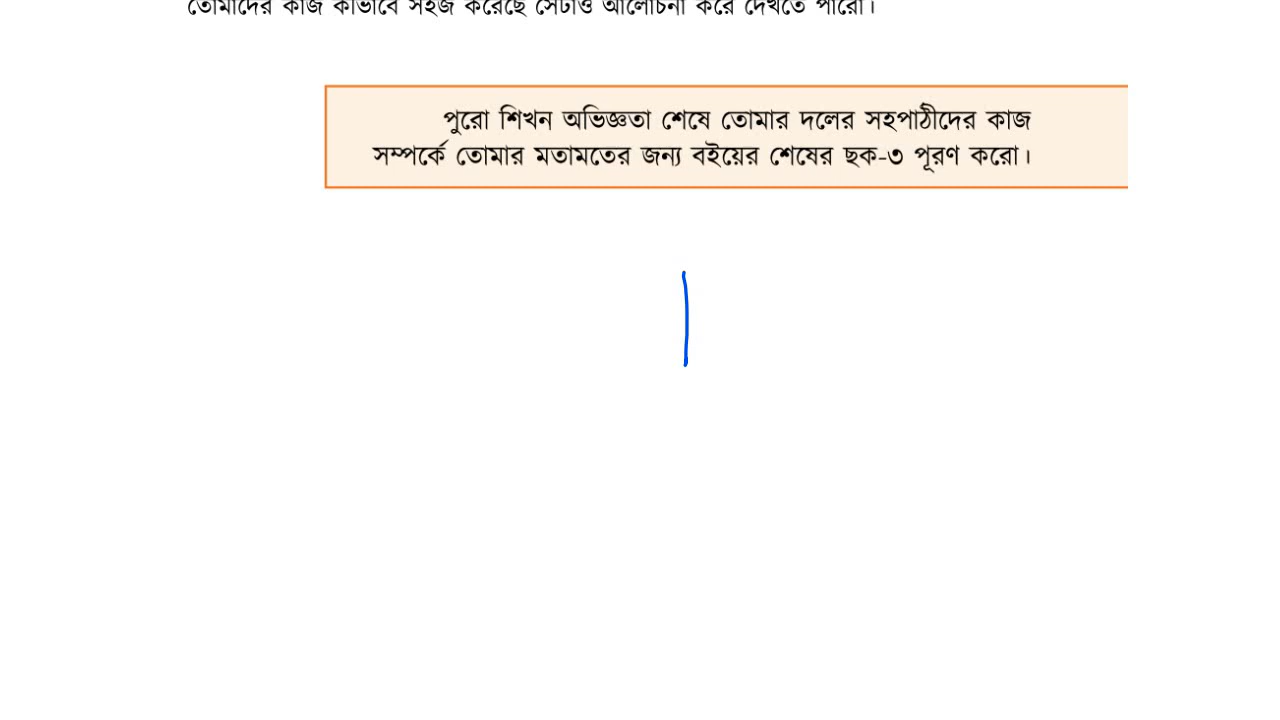 তোমাদের কাজ কীভাবে সহজ করেছে সেটাও আলোচনা করে দেখতে পারো।
পুরো শিখন অভিজ্ঞতা শেষে তোমার দলের সহপাঠীদের কাজ
সম্পর্কে তোমার মতামতের জন্য বইয়ের শেষের ছক-৩ পূরণ করো।